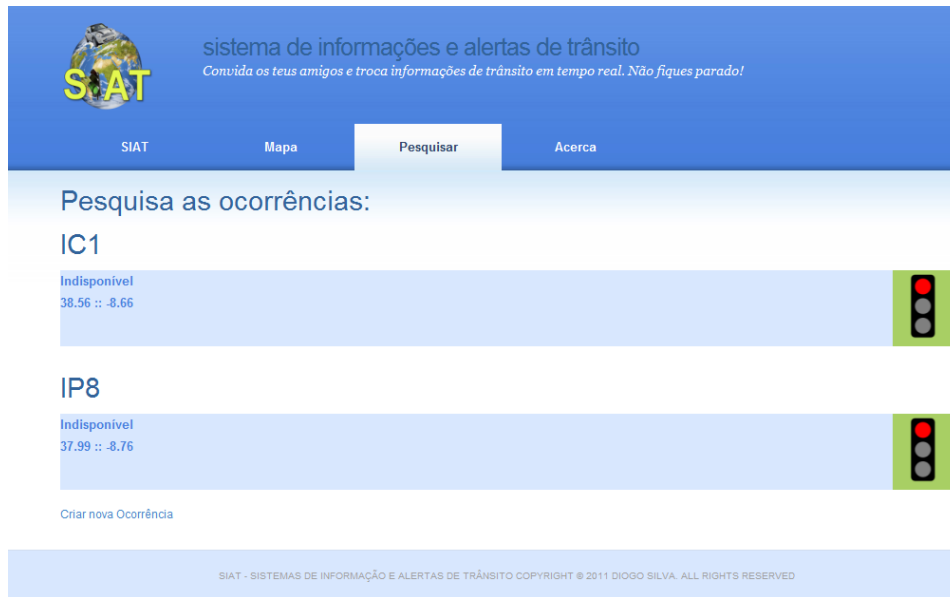 SIAT
sistema de informações e alertas de trânsito
Convida os teus amigos e troca informações de trânsito em tempo real. Não fiques parado!
SIAT Mapa Pesquisar Acerca
Pesquisa as ocorrências:
IC1
Indisponível
38.56 :: -8.66
IP8
Indisponível
37.99 :: -8.76
Criar nova Ocorrência
SIAT - SISTEMAS DE INFORMAÇÃO E ALERTAS DE TRÂNSITO COPYRIGHT © 2011 DIOGO SILVA. ALL RIGHTS RESERVED